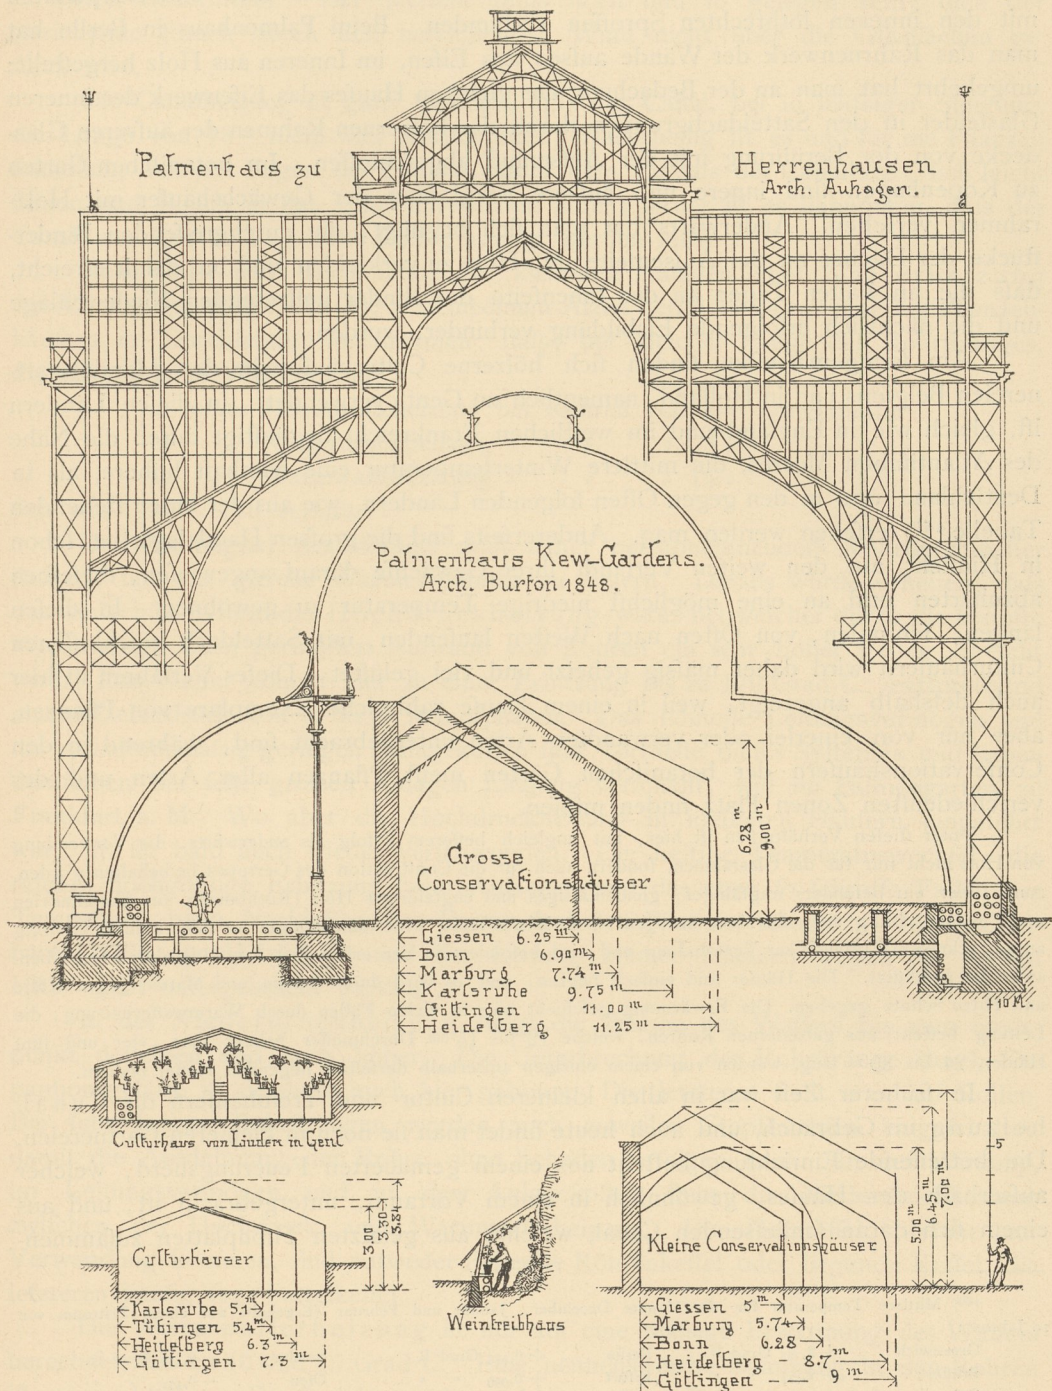 Palmenhaus zu
Herrenhausen
Arch. Auhagen.
Palmenhaus Kew-Gardens.
Arch. Burton 1848.
6.28 m
9.00 m
Grosse
Conservationshäuser
Giessen 6.25 m
Bonn 6.90 m
Marburg 7.74 m
Karlsruhe 9.75 m
Göttingen 11.00 m
Heidelberg 11.25 m
10 M.
Culturhaus von Linden in Gent
5
Culturhäuser
3.00
3.30
3.84
Karlsruhe 5.1 m
Tübingen 5.4 m
Heidelberg 6.3 m
Göttingen 7.3 m
Weintreibhaus
Kleine Conservationshäuser
5.00 m
6.45 m
7.00 m
Giessen 5 m
Marburg 5.74
Bonn 6.28
Heidelberg - 8.7 m
Göttingen - - 9 m